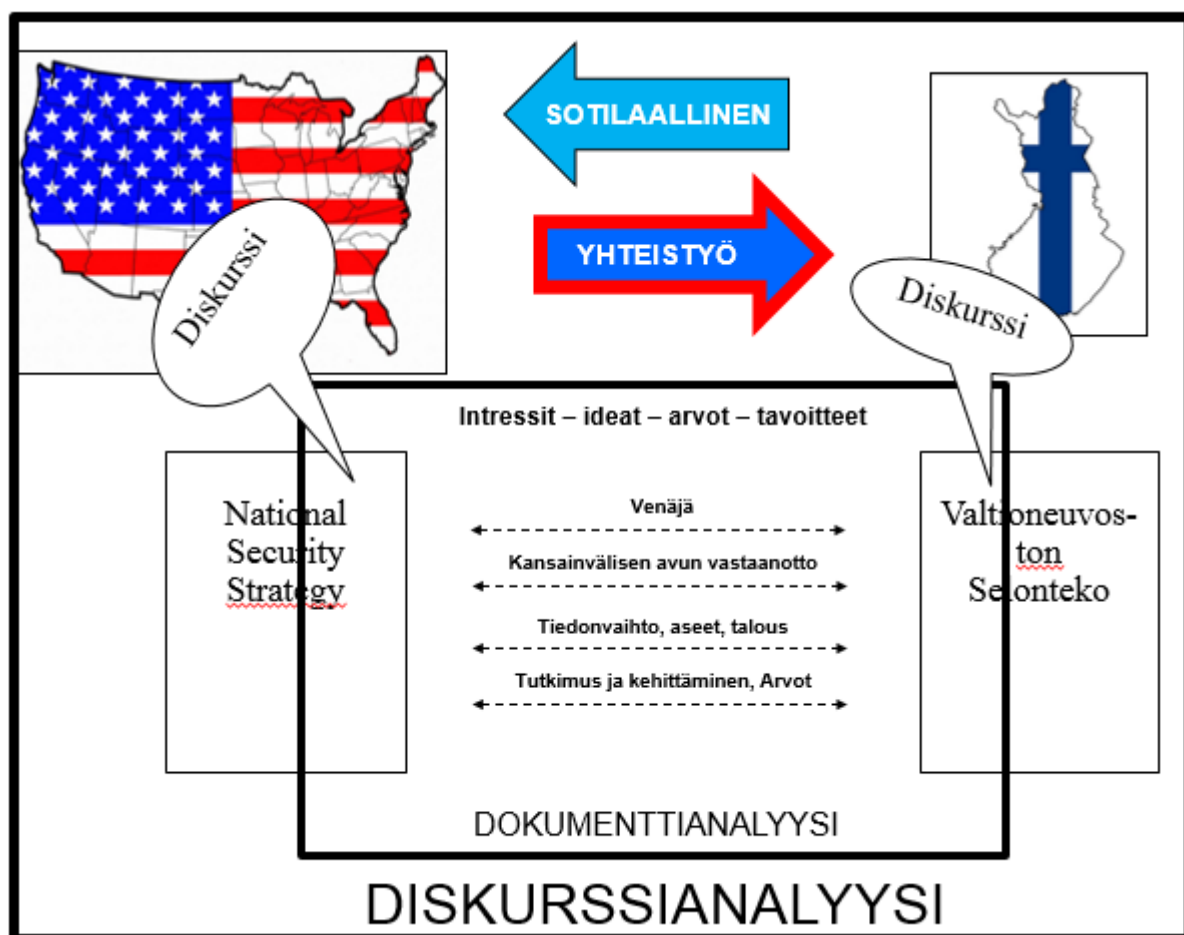 SOTILAALLINEN
YHTEISTYÖ
Diskurssi
Diskurssi
Intressit – ideat – arvot – tavoitteet
National
Security
Strategy
Venäjä
Kansainvälisen avun vastaanotto
Tiedonvaihto, aseet, talous
Tutkimus ja kehittäminen, Arvot
Valtioneuvos-
ton
Selonteko
DOKUMENTTIANALYYSI
DISKURSSIANALYYSI